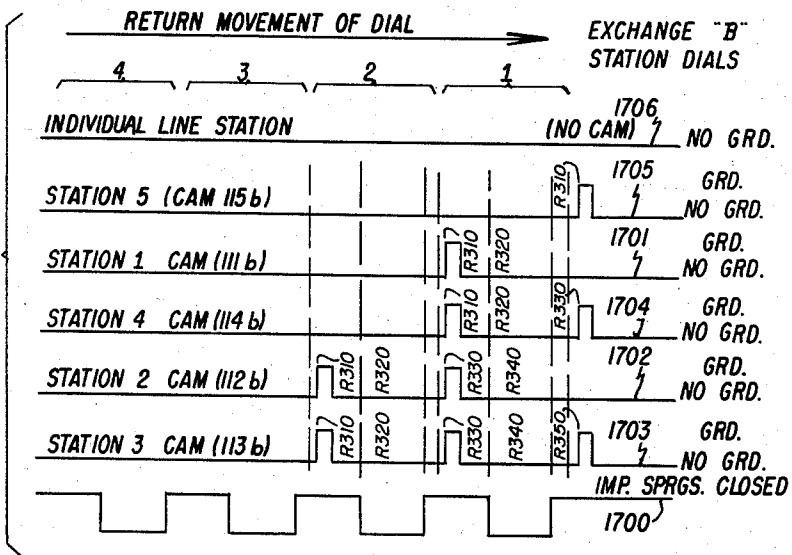 RETURN MOVEMENT OF DIAL
EXCHANGE "B"
STATION DIALS
4 3 2 1
INDIVIDUAL LINE STATION (NO CAM) 1706 NO GRD.
STATION 5 (CAM 115b) R310 1705 GRD.
NO GRD.
STATION 1 CAM (111b) R310 R320 1701 GRD.
NO GRD.
STATION 4 CAM (114b) R310 R320 R330 1704 GRD.
NO GRD.
STATION 2 CAM (112b) R310 R320 R330 R340 1702 GRD.
NO GRD.
STATION 3 CAM (113b) R310 R320 R330 R340 R350 1703 GRD.
NO GRD.
IMP. SPRGS. CLOSED
1700